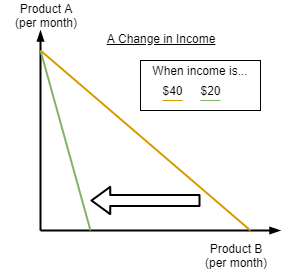 Product A
(per month)
A Change in Income
When income is...
$40 $20
Product B
(per month)